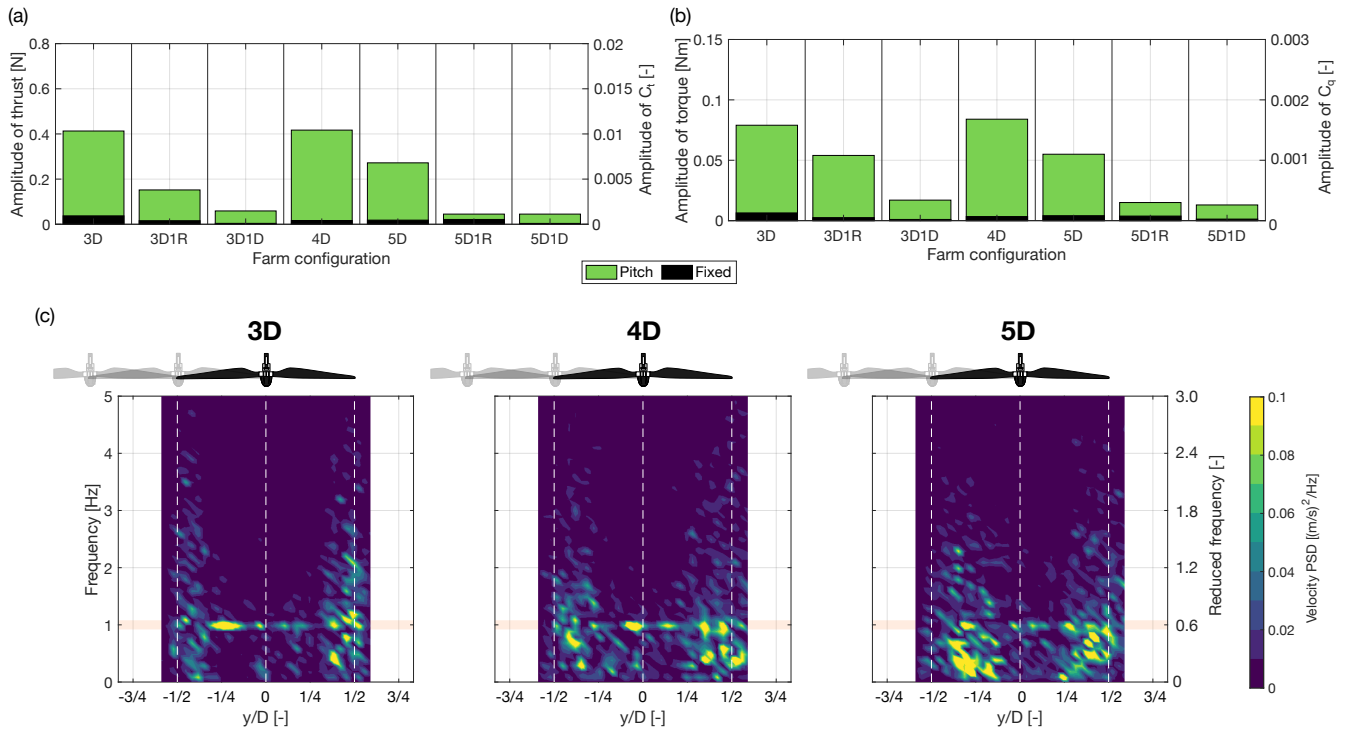 (a)
(b)
Amplitude of thrust [N]
0.8
0.6
0.4
0.2
0
0.02
0.015
0.01
0.005
0
Amplitude of Ct [-]
3D 3D1R 3D1D 4D 5D 5D1R 5D1D
Farm configuration
Amplitude of torque [Nm]
0.15
0.1
0.05
0
0.003
0.002
0.001
0
Amplitude of Cq [-]
3D 3D1R 3D1D 4D 5D 5D1R 5D1D
Farm configuration
Pitch Fixed
(c)
3D 4D 5D
Frequency [Hz]
5
4
3
2
1
0
-3/4 -1/2 -1/4 0 1/4 1/2 3/4
y/D [-]
-3/4 -1/2 -1/4 0 1/4 1/2 3/4
y/D [-]
-3/4 -1/2 -1/4 0 1/4 1/2 3/4
y/D [-]
3.0
2.4
1.8
1.2
0.6
0
Reduced frequency [-]
0.1
0.08
0.06
0.04
0.02
0
Velocity PSD [(m/s)²/Hz]